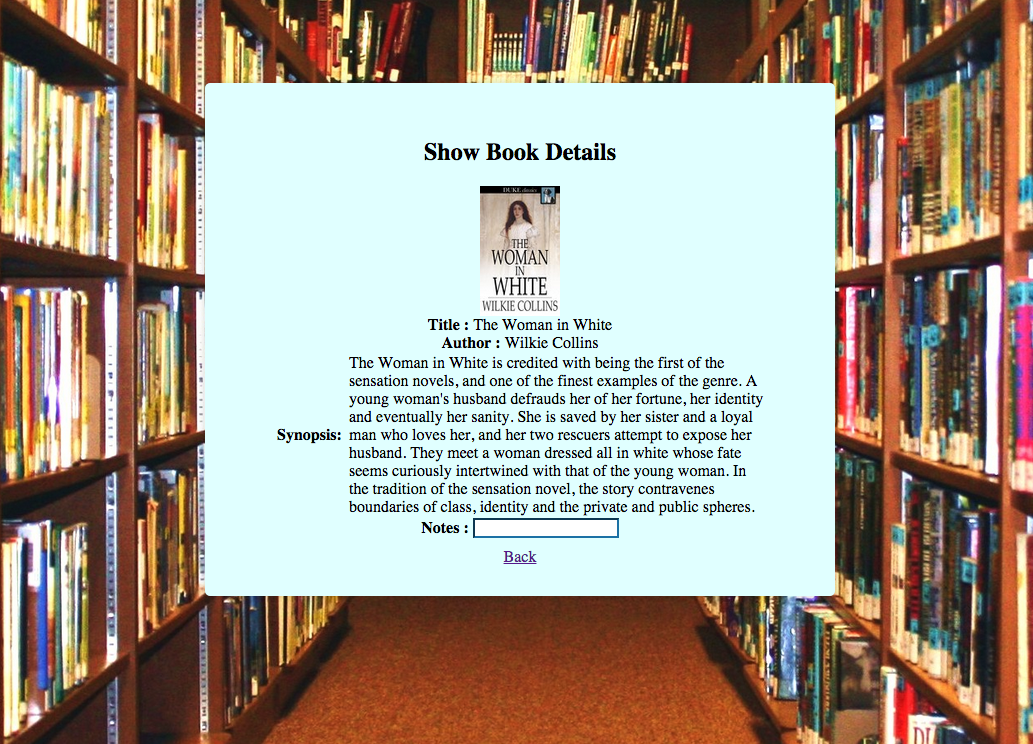 Show Book Details
DUKE classics
THE
WOMAN
IN
WHITE
WILKIE COLLINS
Title : The Woman in White
Author : Wilkie Collins
The Woman in White is credited with being the first of the
sensation novels, and one of the finest examples of the genre. A
young woman's husband defrauds her of her fortune, her identity
and eventually her sanity. She is saved by her sister and a loyal
Synopsis: man who loves her, and her two rescuers attempt to expose her
husband. They meet a woman dressed all in white whose fate
seems curiously intertwined with that of the young woman. In
the tradition of the sensation novel, the story contravenes
boundaries of class, identity and the private and public spheres.
Notes :
Back